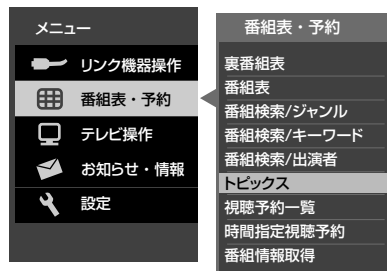 メニュー
リンク機器操作
番組表・予約
テレビ操作
お知らせ・情報
設定
番組表・予約
裏番組表
番組表
番組検索/ジャンル
番組検索/キーワード
番組検索/出演者
トピックス
視聴予約一覧
時間指定視聴予約
番組情報取得